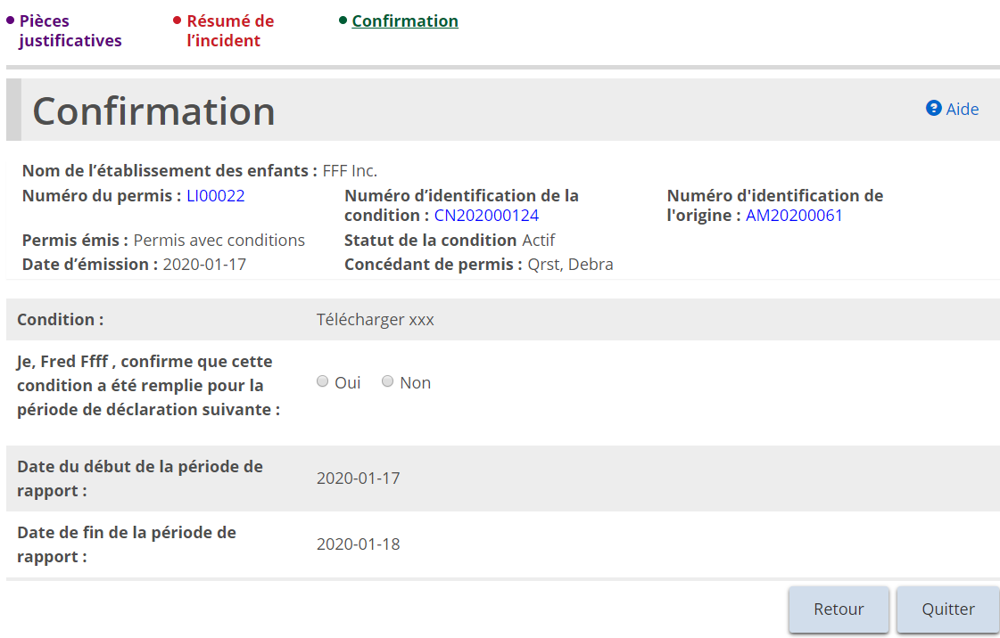 Pièces
justificatives
Résumé de
l’incident
Confirmation
Confirmation
Aide
Nom de l’établissement des enfants : FFF Inc.
Numéro du permis : LI00022
Numéro d’identification de la
condition : CN202000124
Numéro d'identification de
l'origine : AM20200061
Permis émis : Permis avec conditions
Statut de la condition Actif
Date d’émission : 2020-01-17
Concédant de permis : Qrst, Debra
Condition :
Télécharger xxx
Je, Fred Ffff , confirme que cette
condition a été remplie pour la
période de déclaration suivante :
Oui
Non
Date du début de la période de
rapport :
2020-01-17
Date de fin de la période de
rapport :
2020-01-18
Retour
Quitter